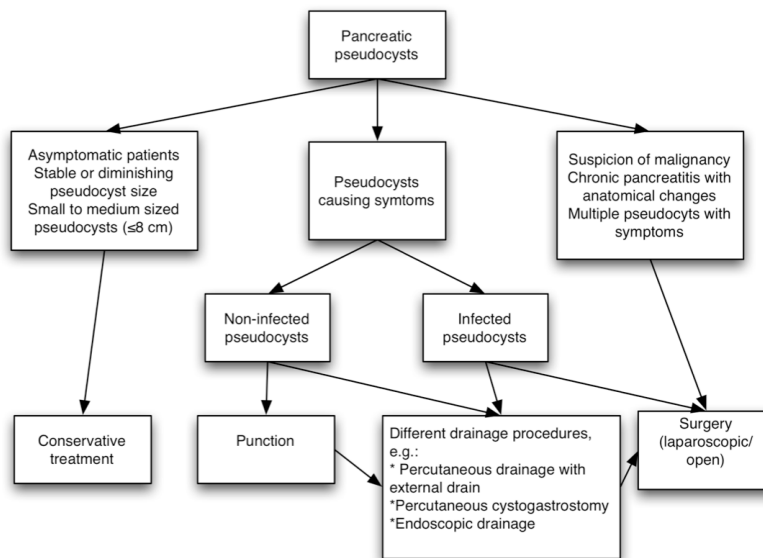 Pancreatic
pseudocysts
Asymptomatic patients
Stable or diminishing
pseudocyst size
Small to medium sized
pseudocysts (≤8 cm)
Pseudocysts
causing symtoms
Suspicion of malignancy
Chronic pancreatitis with
anatomical changes
Multiple pseudocyts with
symptoms
Non-infected
pseudocysts
Infected
pseudocysts
Conservative
treatment
Punction
Different drainage procedures,
e.g.:
* Percutaneous drainage with
external drain
*Percutaneous cystogastrostomy
*Endoscopic drainage
Surgery
(laparoscopic/
open)